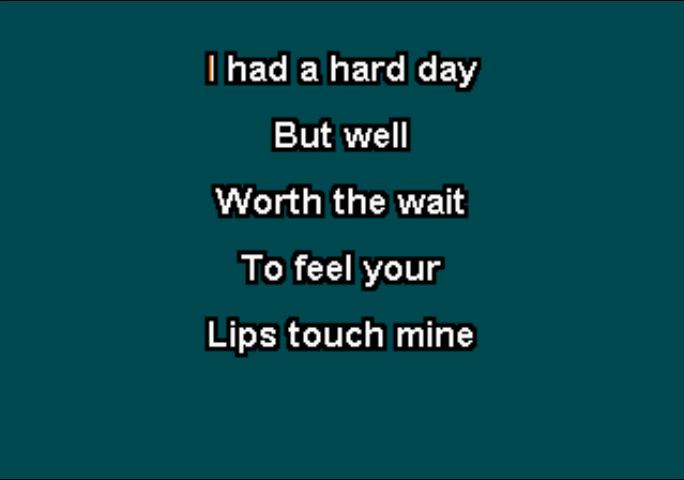 I had a hard day
But well
Worth the wait
To feel your
Lips touch mine